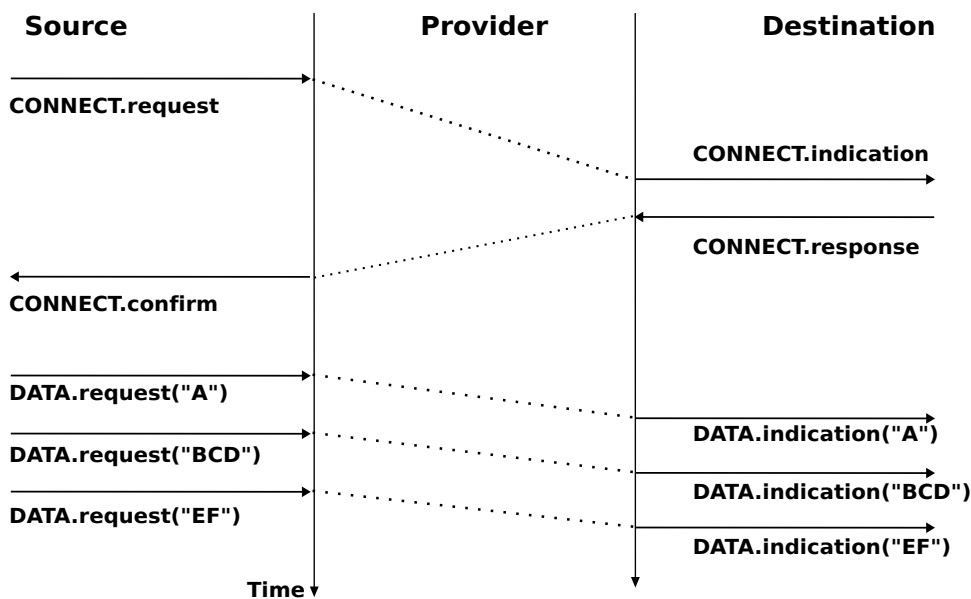 Source Provider Destination
CONNECT.request
CONNECT.indication
CONNECT.response
CONNECT.confirm
DATA.request("A")
DATA.indication("A")
DATA.request("BCD")
DATA.indication("BCD")
DATA.request("EF")
DATA.indication("EF")
Time